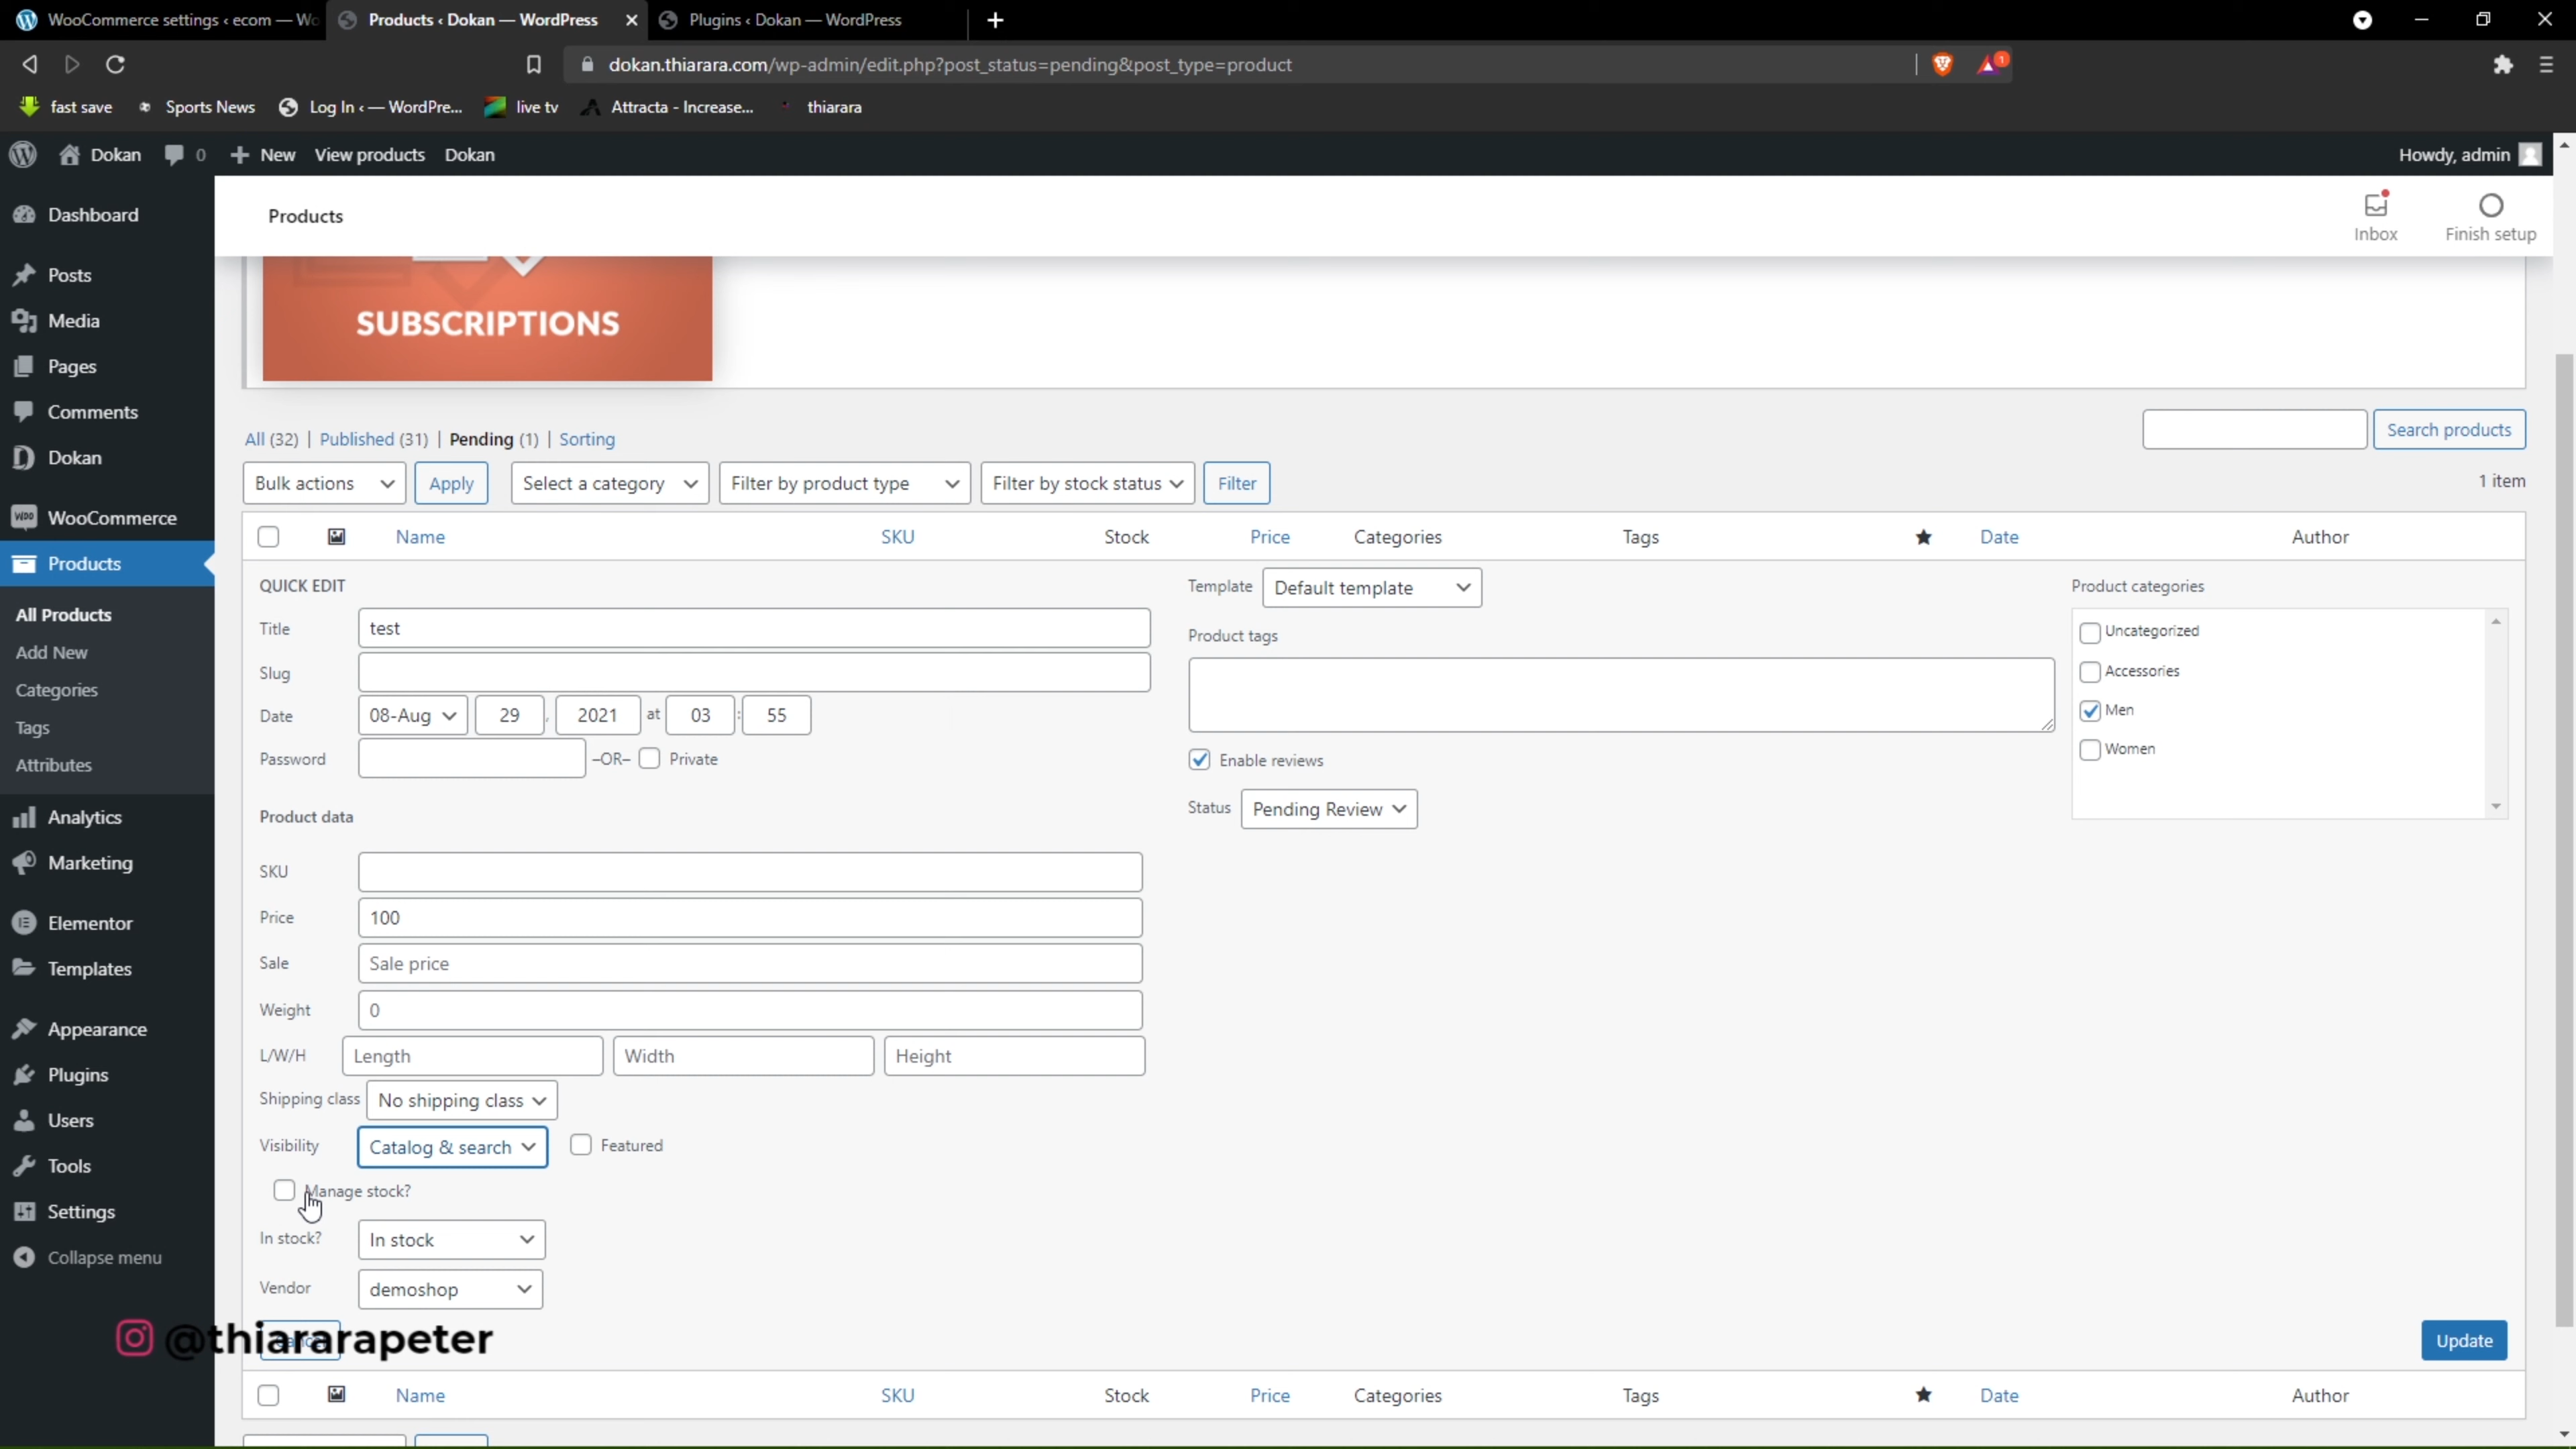 WooCommerce settings ‹ ecom — Wo
Products ‹ Dokan — WordPress
Plugins ‹ Dokan — WordPress
dokan.thiarara.com/wp-admin/edit.php?post_status=pending&post_type=product
1
fast save
Sports News
Log In ‹ — WordPre...
live tv
Attracta - Increase...
thiarara
Dokan
0
New
View products
Dokan
Howdy, admin
Dashboard
Posts
Media
Pages
Comments
Dokan
WooCommerce
Products
All Products
Add New
Categories
Tags
Attributes
Analytics
Marketing
Elementor
Templates
Appearance
Plugins
Users
Tools
Settings
Collapse menu
Products
Inbox
Finish setup
SUBSCRIPTIONS
All (32) | Published (31) | Pending (1) | Sorting
Search products
Bulk actions
Apply
Select a category
Filter by product type
Filter by stock status
Filter
1 item
Name SKU Stock Price Categories Tags Date Author
QUICK EDIT
Title test
Slug
Date 08-Aug 29 , 2021 at 03 : 55
Password –OR– Private
Product data
SKU
Price 100
Sale Sale price
Weight 0
L/W/H Length Width Height
Shipping class No shipping class
Visibility Catalog & search Featured
Manage stock?
In stock? In stock
Vendor demoshop
Template Default template
Product tags
Enable reviews
Status Pending Review
Product categories
Uncategorized
Accessories
Men
Women
@thiararapeter
Update
Name SKU Stock Price Categories Tags Date Author